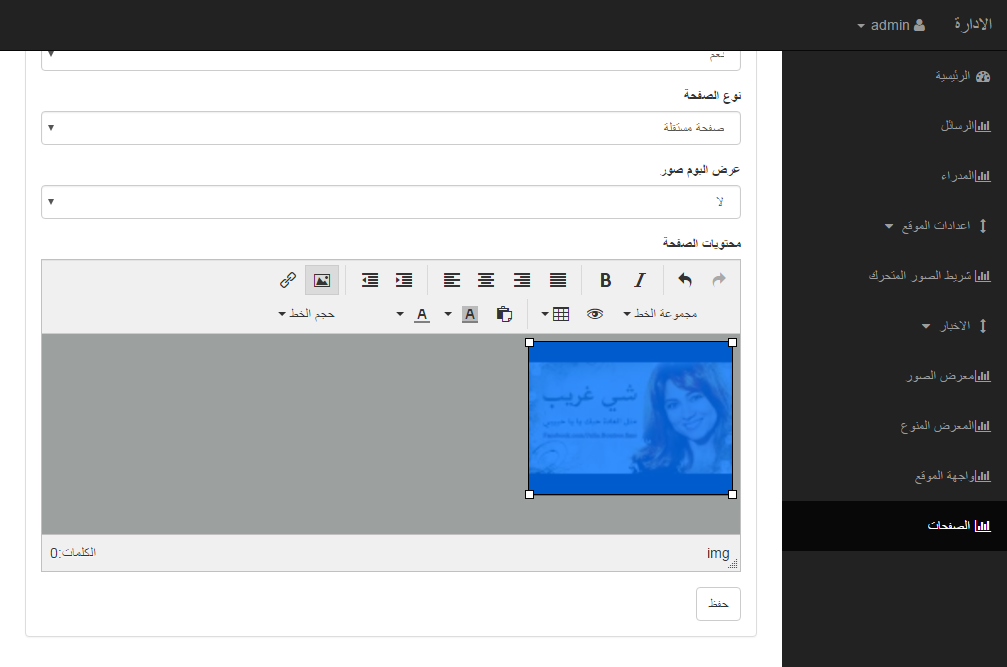 الادارة
admin
الرئيسية
الرسائل
المدراء
اعدادات الموقع
شريط الصور المتحرك
الاخبار
معرض الصور
المعرض المنوع
واجهة الموقع
الصفحات
نعم
نوع الصفحة
صفحة مستقلة
عرض البوم صور
لا
محتويات الصفحة
B I
مجموعة الخط A A حجم الخط
شي غريب
img الكلمات:0
حفظ